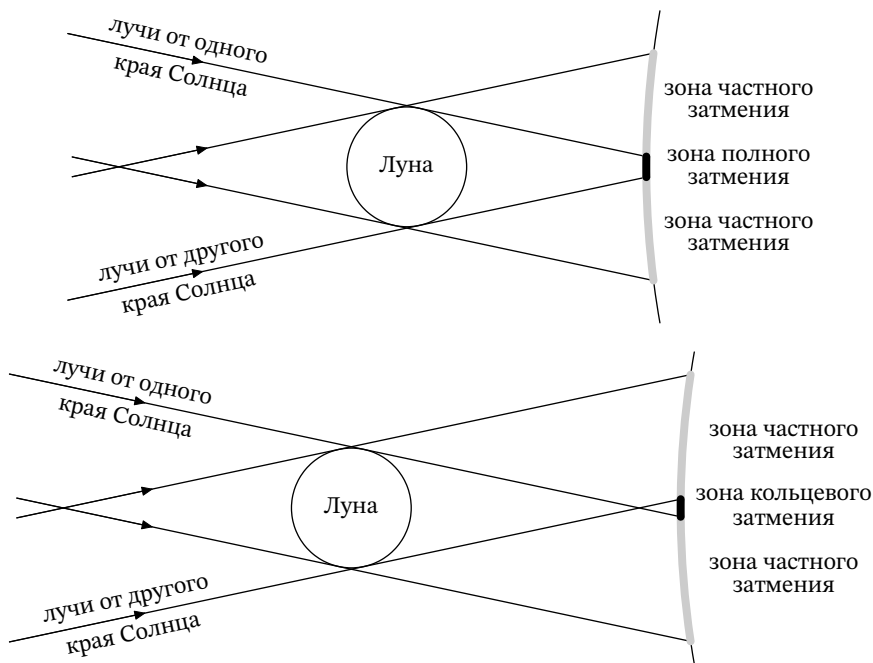 лучи от одного
края Солнца
зона частного
затмения
Луна
зона полного
затмения
зона частного
затмения
лучи от другого
края Солнца
лучи от одного
края Солнца
зона частного
затмения
Луна
зона кольцевого
затмения
зона частного
затмения
лучи от другого
края Солнца